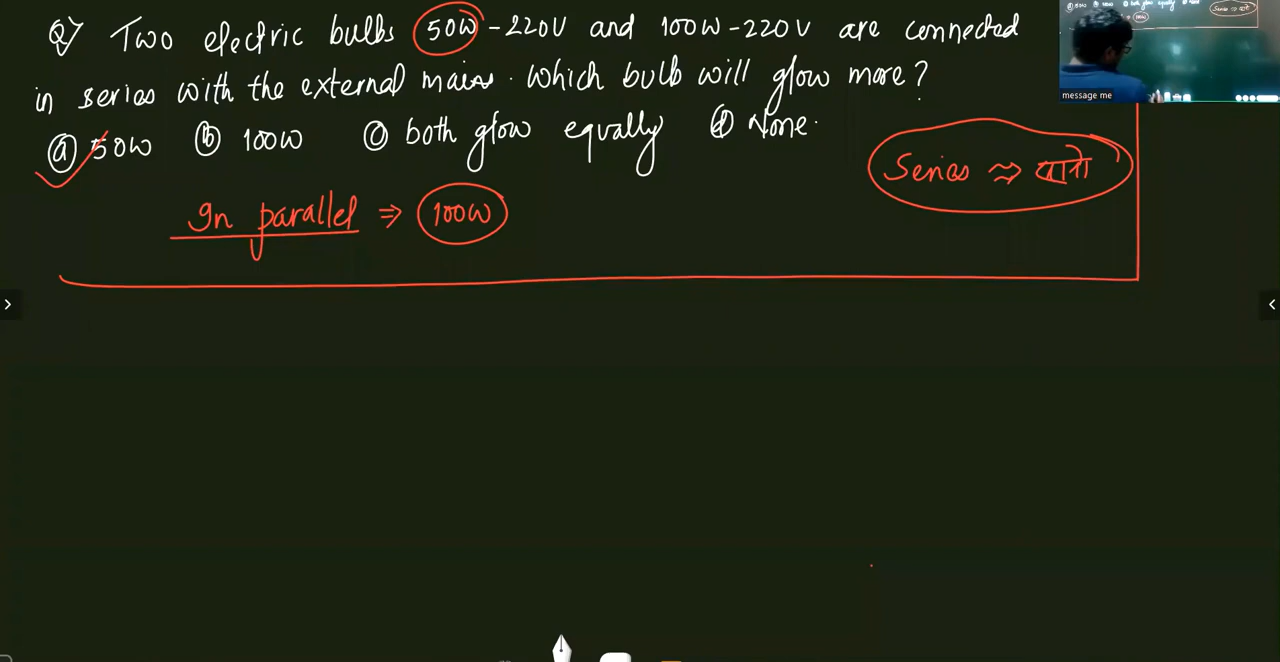 Q) Two electric bulbs 50W-220V and 100W-220V are connected
in series with the external mains. Which bulb will glow more?
(a) 50W (b) 100W (c) both glow equally (d) None.
Series ≈>
In parallel ⇒ 100W
message me